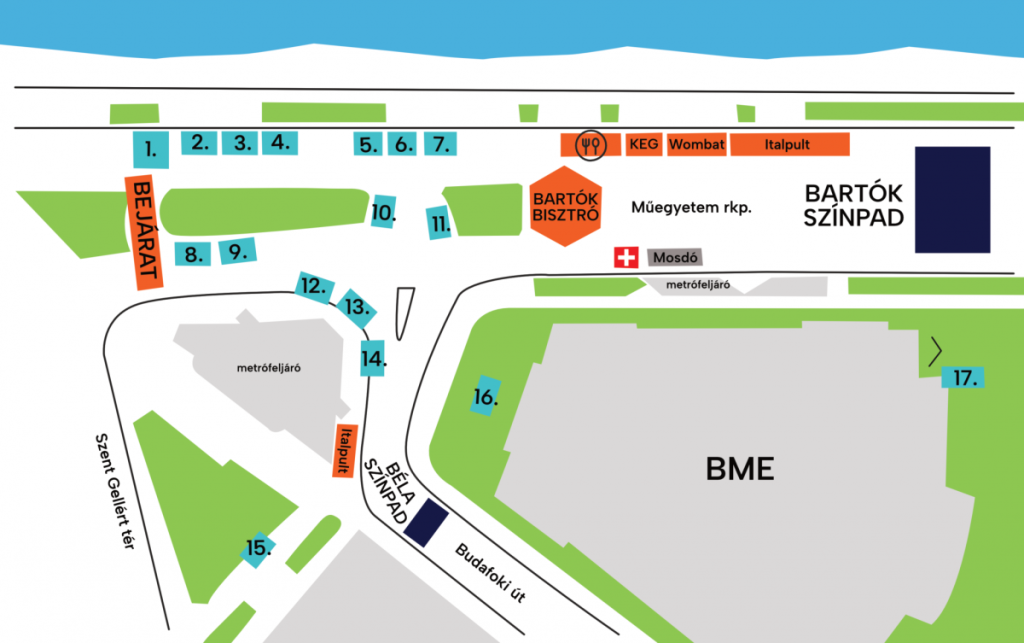 1.
2.
3.
4.
5.
6.
7.
KEG
Wombat
Italpult
BEJÁRAT
8.
9.
10.
11.
BARTÓK
BISZTRÓ
Műegyetem rkp.
BARTÓK
SZÍNPAD
Mosdó
metrófeljáró
12.
13.
14.
metrófeljáró
Italpult
16.
17.
BME
Szent Gellért tér
BÉLA
SZÍNPAD
15.
Budafoki út